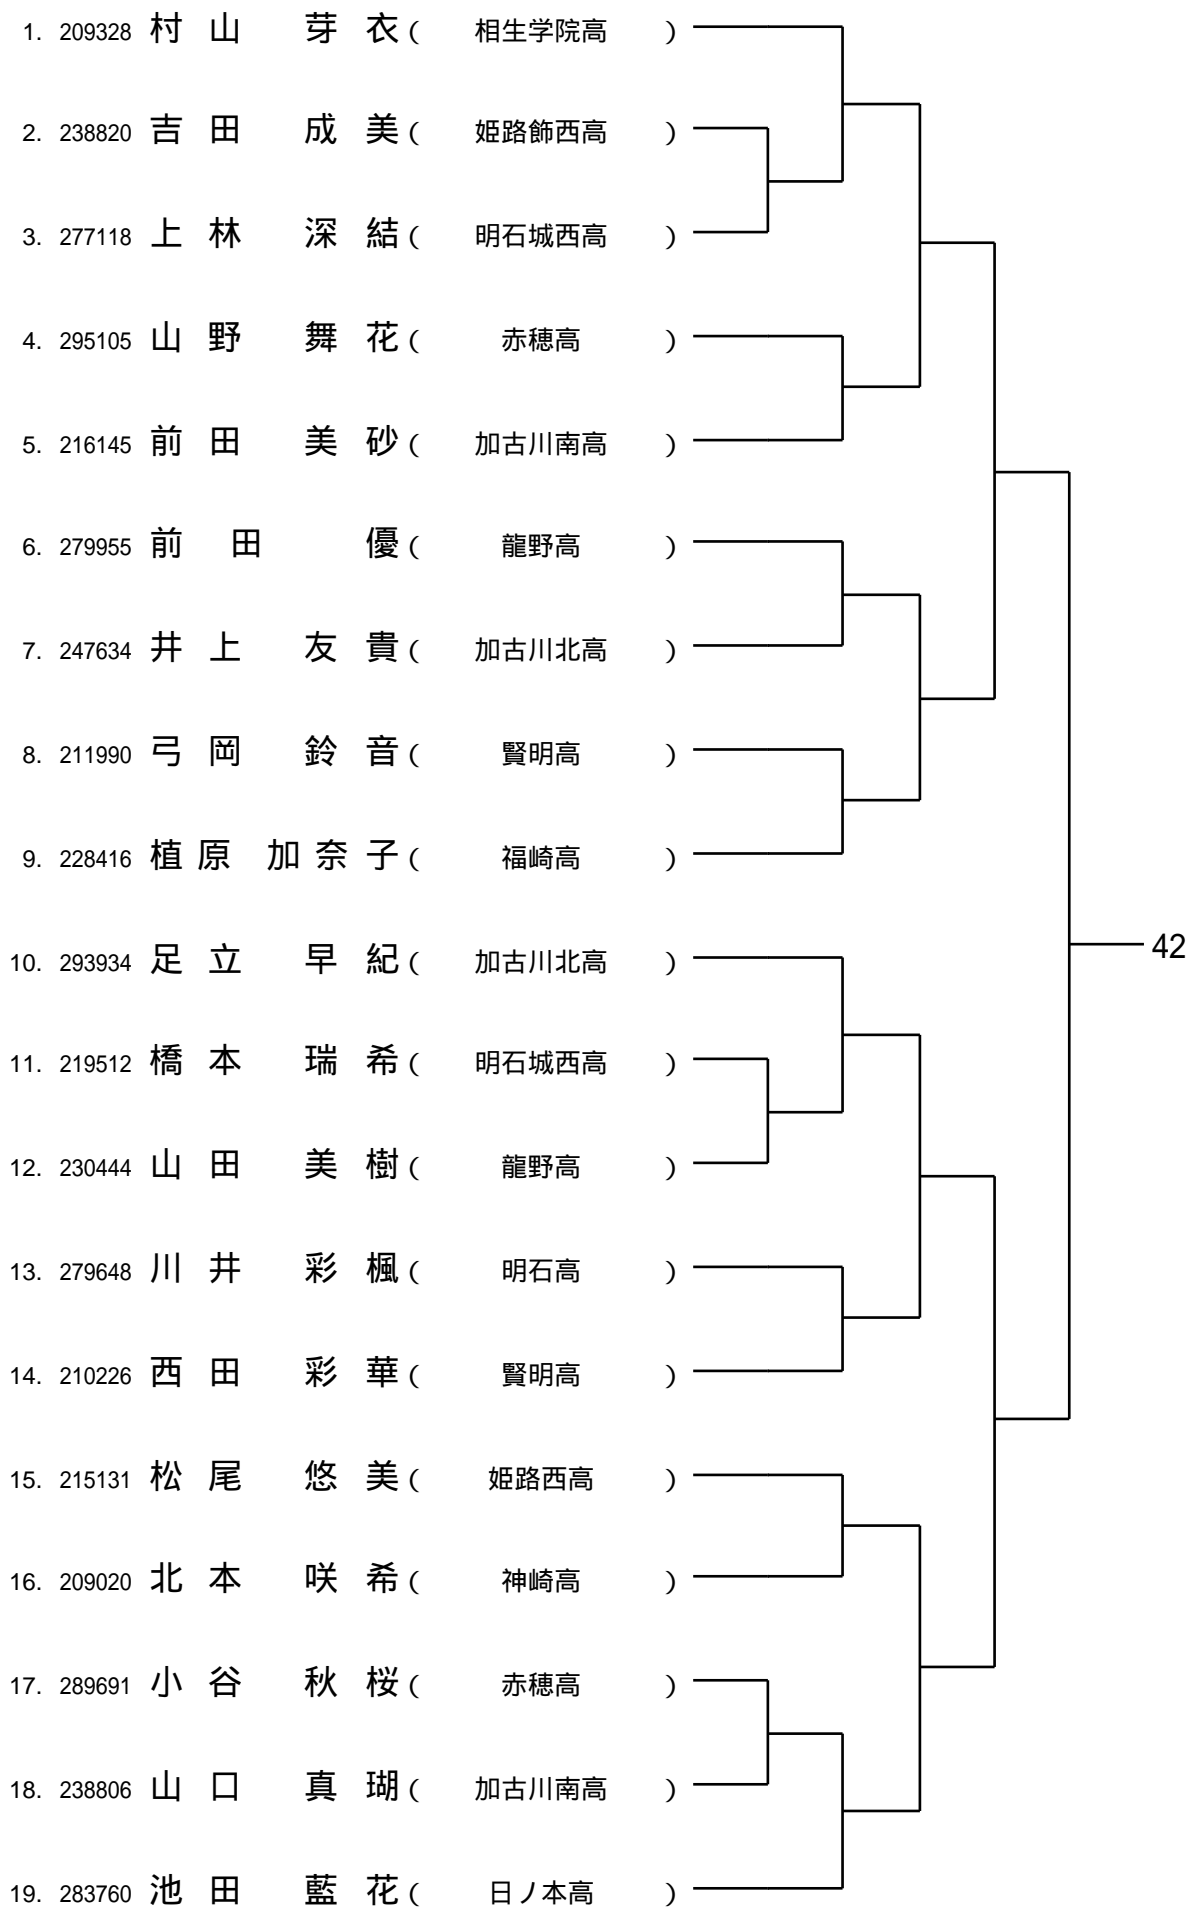 1. 209328 村山 芽衣 ( 相生学院高 )
2. 238820 吉田 成美 ( 姫路飾西高 )
3. 277118 上林 深結 ( 明石城西高 )
4. 295105 山野 舞花 ( 赤穂高 )
5. 216145 前田 美砂 ( 加古川南高 )
6. 279955 前田 優 ( 龍野高 )
7. 247634 井上 友貴 ( 加古川北高 )
8. 211990 弓岡 鈴音 ( 賢明高 )
9. 228416 植原 加奈子 ( 福崎高 )
10. 293934 足立 早紀 ( 加古川北高 )
42
11. 219512 橋本 瑞希 ( 明石城西高 )
12. 230444 山田 美樹 ( 龍野高 )
13. 279648 川井 彩楓 ( 明石高 )
14. 210226 西田 彩華 ( 賢明高 )
15. 215131 松尾 悠美 ( 姫路西高 )
16. 209020 北本 咲希 ( 神崎高 )
17. 289691 小谷 秋桜 ( 赤穂高 )
18. 238806 山口 真瑚 ( 加古川南高 )
19. 283760 池田 藍花 ( 日ノ本高 )